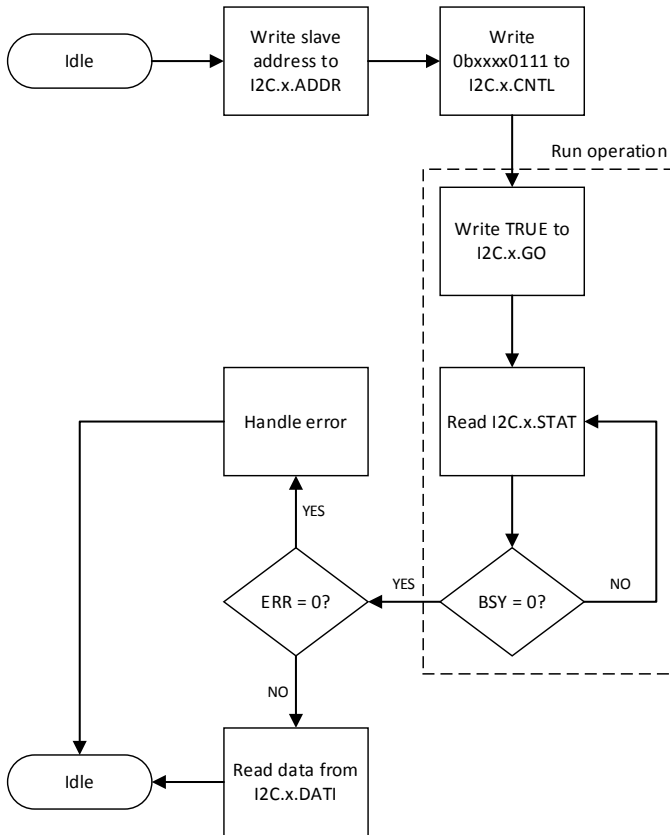 Idle
Write slave
address to
I2C.x.ADDR
Write
0bxxxx0111 to
I2C.x.CNTL
Run operation
Write TRUE to
I2C.x.GO
Read I2C.x.STAT
BSY = 0?
NO
YES
ERR = 0?
YES
Handle error
NO
Read data from
I2C.x.DATI
Idle